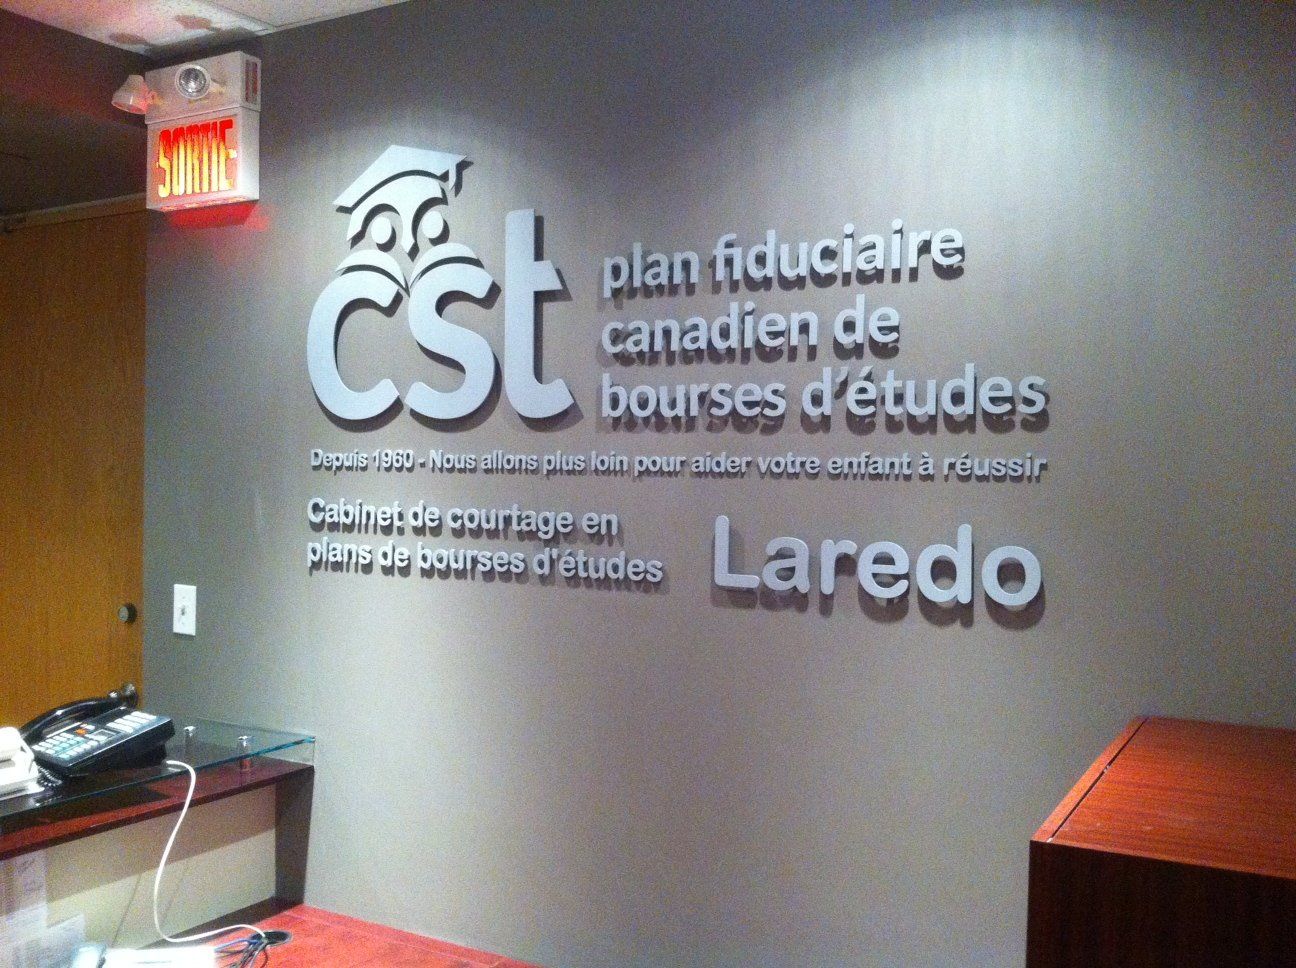 SORTIE
cst
plan fiduciaire
canadien de
bourses d'études
Depuis 1960 - Nous allons plus loin pour aider votre enfant à réussir
Cabinet de courtage en
plans de bourses d'études
Laredo